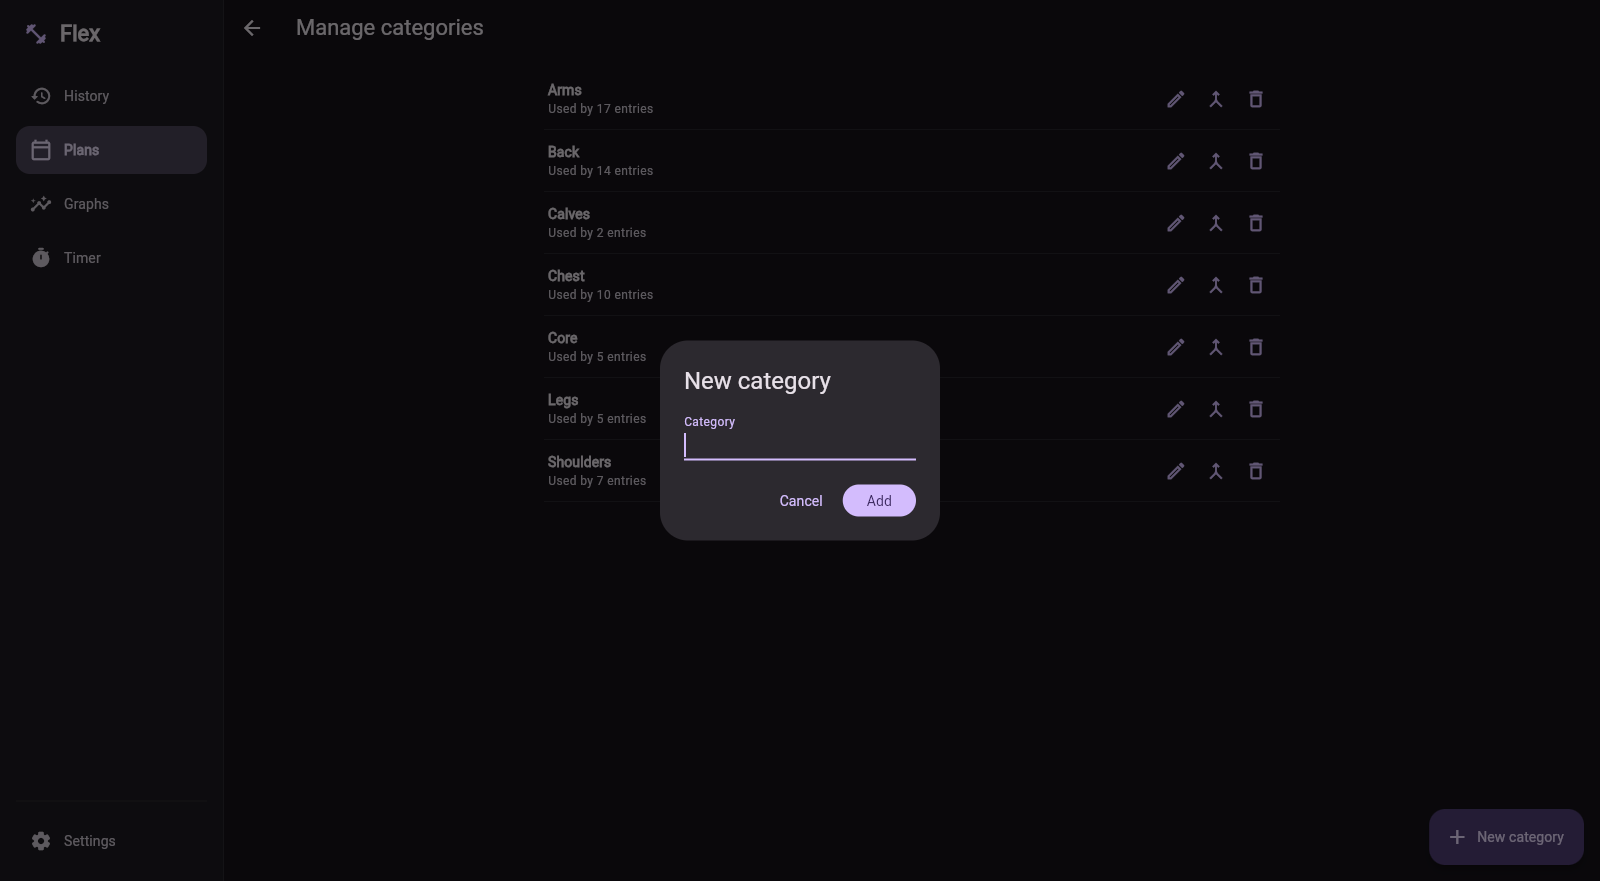 Flex
History
Plans
Graphs
Timer
Settings
Manage categories
Arms
Used by 17 entries
Back
Used by 14 entries
Calves
Used by 2 entries
Chest
Used by 10 entries
Core
Used by 5 entries
Legs
Used by 5 entries
Shoulders
Used by 7 entries
New category
Category
Cancel
Add
New category